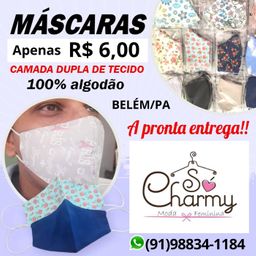 MÁSCARAS
Apenas R$ 6,00
CAMADA DUPLA DE TECIDO
100% algodão
BELÉM/PA
A pronta entrega!!
Só
Charmy
Moda Feminina
(91)98834-1184